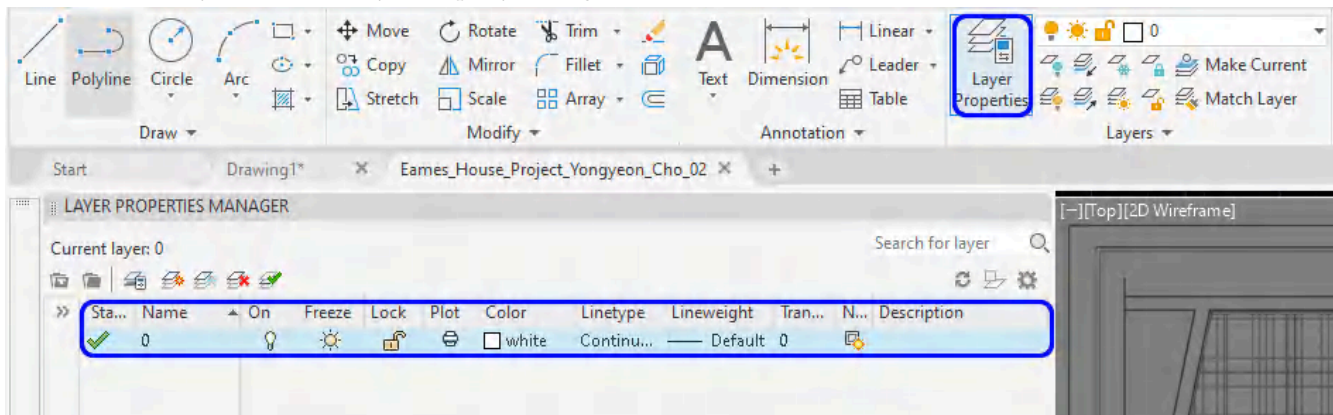 Line Polyline Circle Arc
Move Rotate Trim
Copy Mirror Fillet
Stretch Scale Array
Text Dimension
Linear
Leader
Table
Layer Properties
0
Make Current
Match Layer
Draw Modify Annotation Layers
Start Drawing1* Eames_House_Project_Yongyeon_Cho_02 +
LAYER PROPERTIES MANAGER
[−][Top][2D Wireframe]
Current layer: 0
Search for layer
Sta... Name On Freeze Lock Plot Color Linetype Lineweight Tran... N... Description
0 white Continu... Default 0